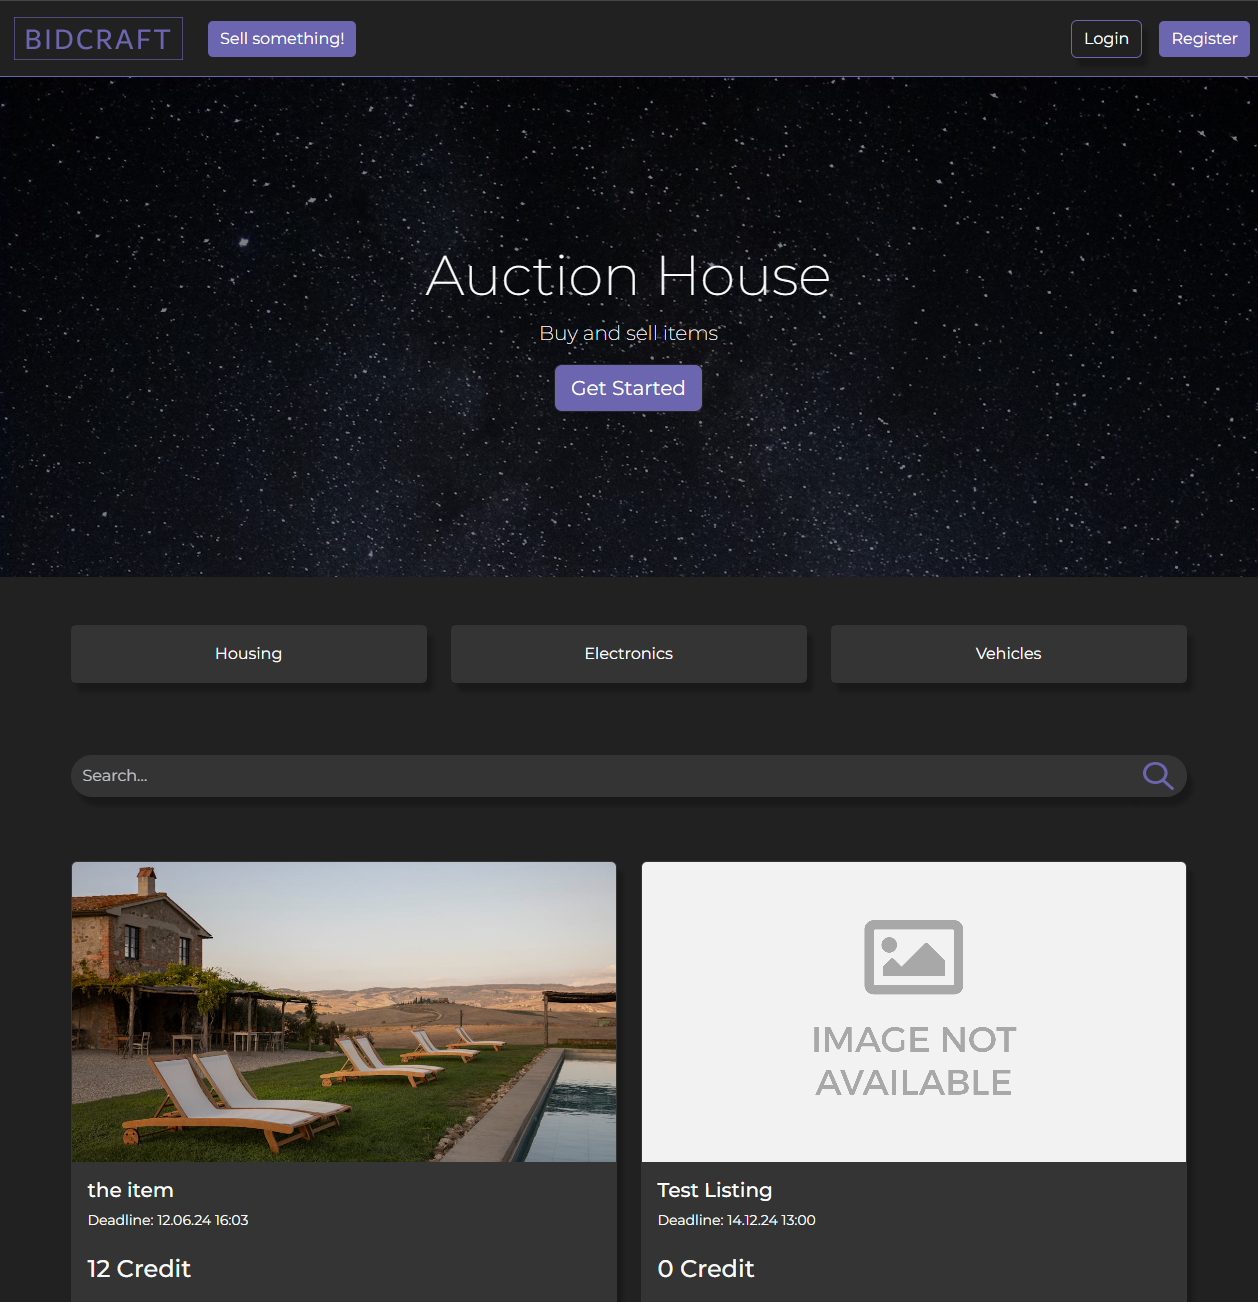 BIDCRAFT
Sell something!
Login
Register
Auction House
Buy and sell items
Get Started
Housing
Electronics
Vehicles
Search...
IMAGE NOT
AVAILABLE
the item
Deadline: 12.06.24 16:03
12 Credit
Test Listing
Deadline: 14.12.24 13:00
0 Credit